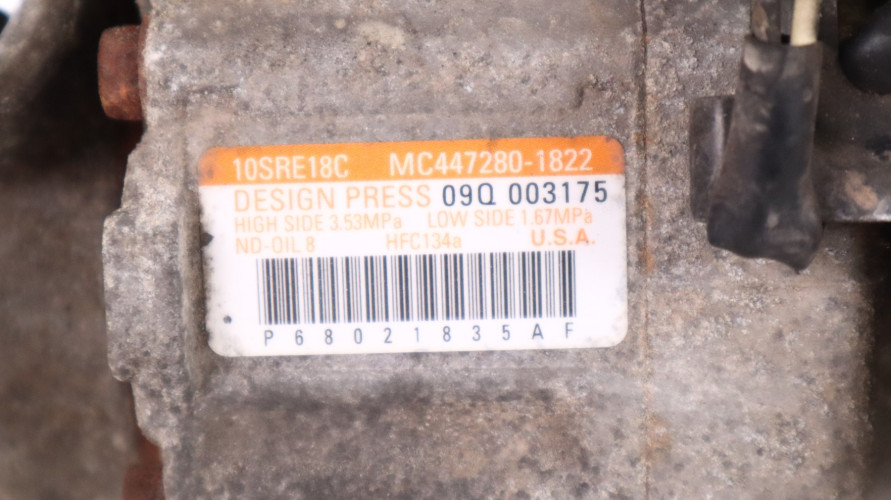 10SRE18C MC447280-1822
DESIGN PRESS 09Q 003175
HIGH SIDE 3.53MPa LOW SIDE 1.67MPa
ND-OIL 8 HFC134a U.S.A.
P68021835AF